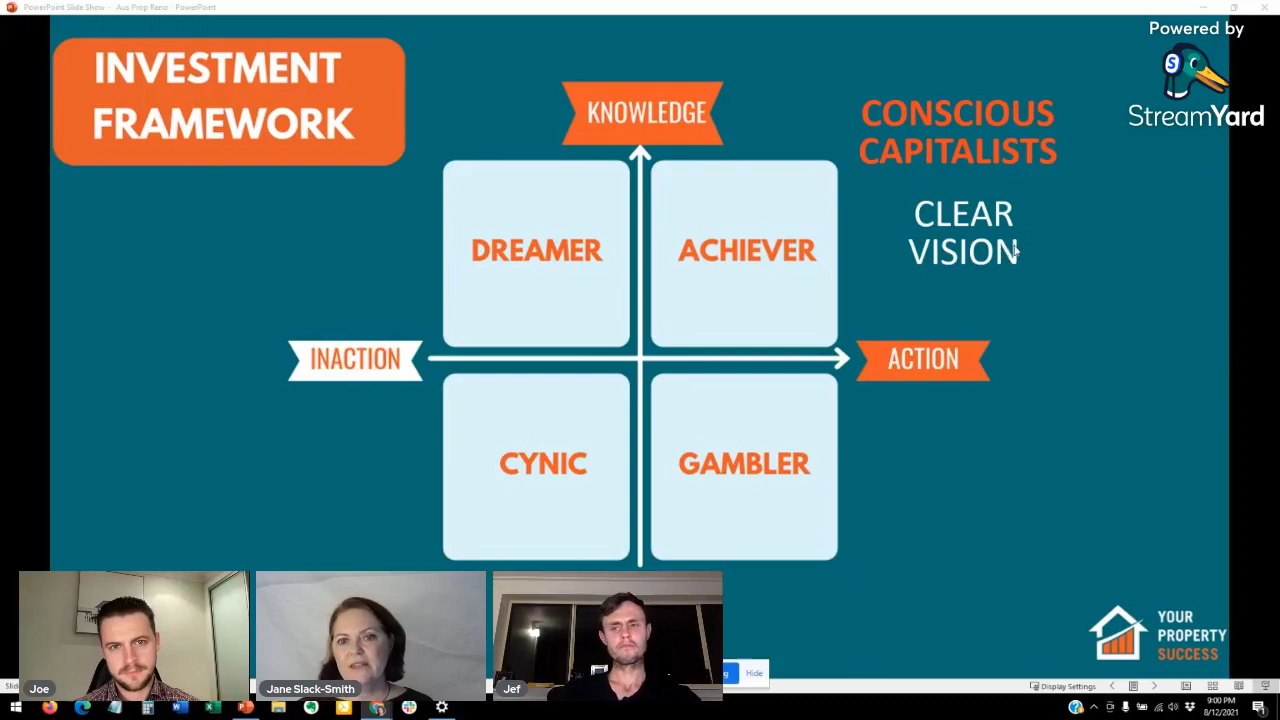 PowerPoint Slide Show - Aus Prop Reno - PowerPoint
Powered by
StreamYard
INVESTMENT
FRAMEWORK
KNOWLEDGE
CONSCIOUS
CAPITALISTS
CLEAR
VISION
DREAMER
ACHIEVER
INACTION
ACTION
CYNIC
GAMBLER
YOUR
PROPERTY
SUCCESS
Hide
Joe
Jane Slack-Smith
Jef
Display Settings
9:00 PM
8/12/2021